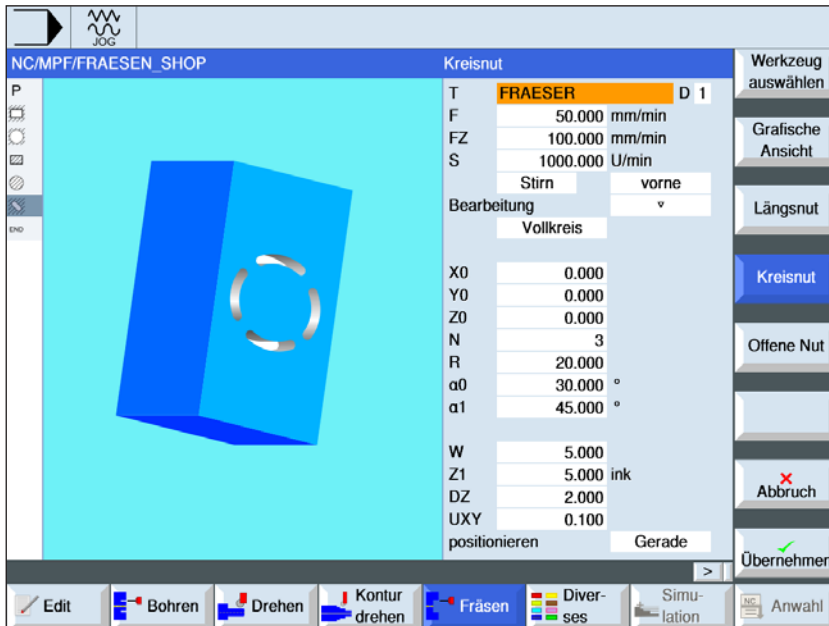 JOG
NC/MPF/FRAESEN_SHOP
Kreisnut
P
END
T FRAESER D 1
F 50.000 mm/min
FZ 100.000 mm/min
S 1000.000 U/min
Stirn vorne
Bearbeitung ▿
Vollkreis
X0 0.000
Y0 0.000
Z0 0.000
N 3
R 20.000
α0 30.000 °
α1 45.000 °
W 5.000
Z1 5.000 ink
DZ 2.000
UXY 0.100
positionieren Gerade
>
Werkzeug
auswählen
Grafische
Ansicht
Längsnut
Kreisnut
Offene Nut
Abbruch
Übernehmen
Edit
Bohren
Drehen
Kontur
drehen
Fräsen
Diver-
ses
Simu-
lation
NC
Anwahl